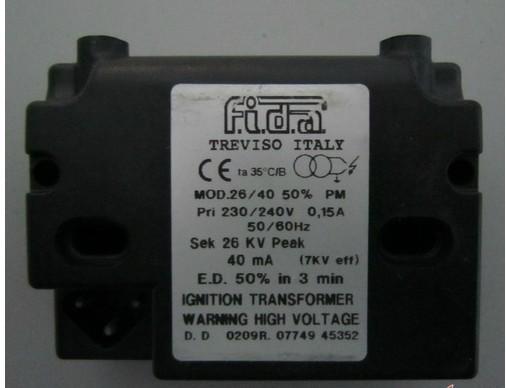 f.i.d.a
TREVISO ITALY
CE ta 35°C/B
MOD.26/40 50% PM
Pri 230/240V 0,15A
50/60Hz
Sek 26 KV Peak
40 mA (7KV eff)
E.D. 50% in 3 min
IGNITION TRANSFORMER
WARNING HIGH VOLTAGE
D. D 0209R. 07749 45352